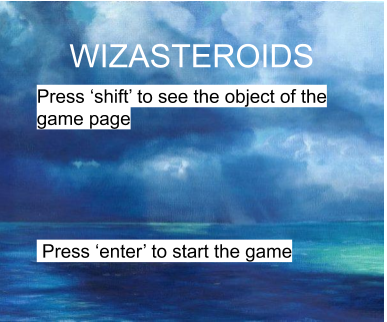 WIZASTEROIDS
Press ‘shift’ to see the object of the
game page
Press ‘enter’ to start the game